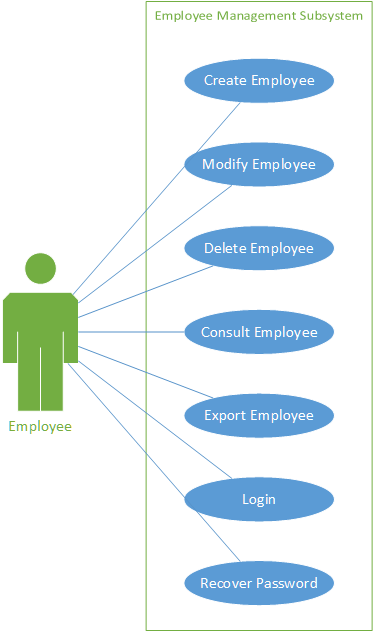 Employee Management Subsystem
Create Employee
Modify Employee
Delete Employee
Consult Employee
Export Employee
Login
Recover Password
Employee